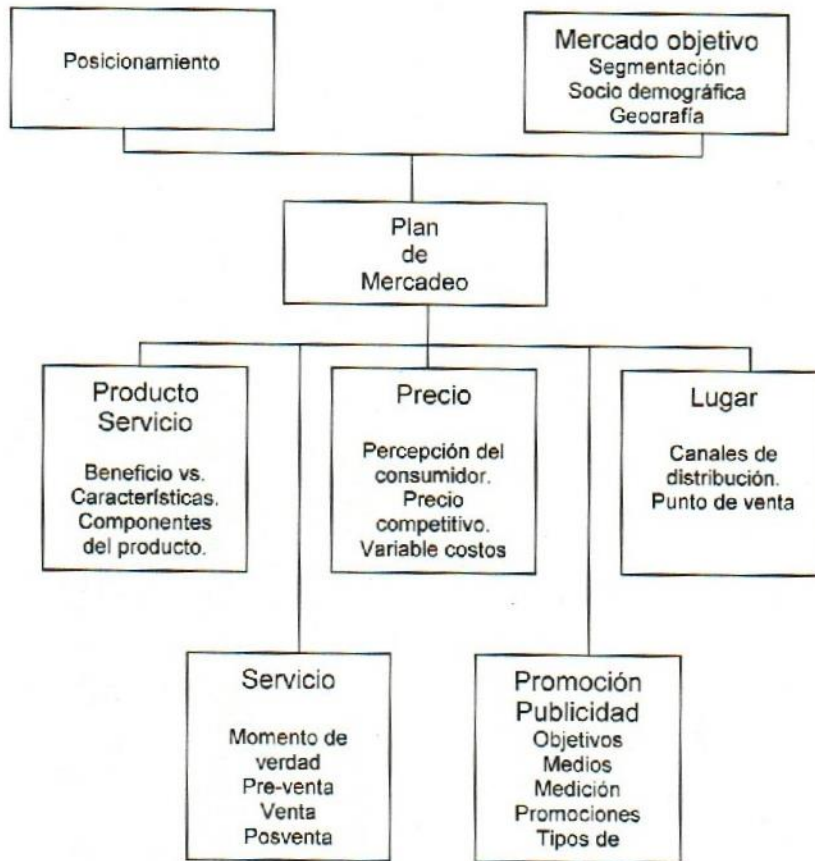 Posicionamiento
Mercado objetivo
Segmentación
Socio demográfica
Geografía
Plan
de
Mercadeo
Producto
Servicio
Beneficio vs.
Características.
Componentes
del producto.
Precio
Percepción del
consumidor.
Precio
competitivo.
Variable costos
Lugar
Canales de
distribución.
Punto de venta
Servicio
Momento de
verdad
Pre-venta
Venta
Posventa
Promoción
Publicidad
Objetivos
Medios
Medición
Promociones
Tipos de